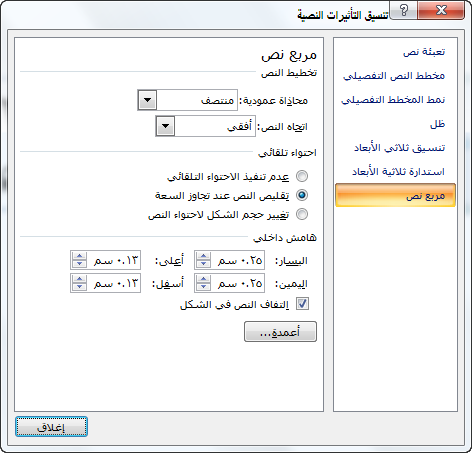 تنسيق التأثيرات النصية
تعبئة نص
مخطط النص التفصيلي
نمط المخطط التفصيلي
ظل
تنسيق ثلاثي الأبعاد
استدارة ثلاثية الأبعاد
مربع نص
مربع نص
تخطيط النص
محاذاة عمودية: منتصف
اتجاه النص: أفقي
احتواء تلقائي
عدم تنفيذ الاحتواء التلقائي
تقليص النص عند تجاوز السعة
تغيير حجم الشكل لاحتواء النص
هامش داخلي
اليسار: ٠.٢٥ سم أعلى: ٠.١٣ سم
اليمين: ٠.٢٥ سم أسفل: ٠.١٣ سم
التفاف النص في الشكل
أعمدة...
إغلاق